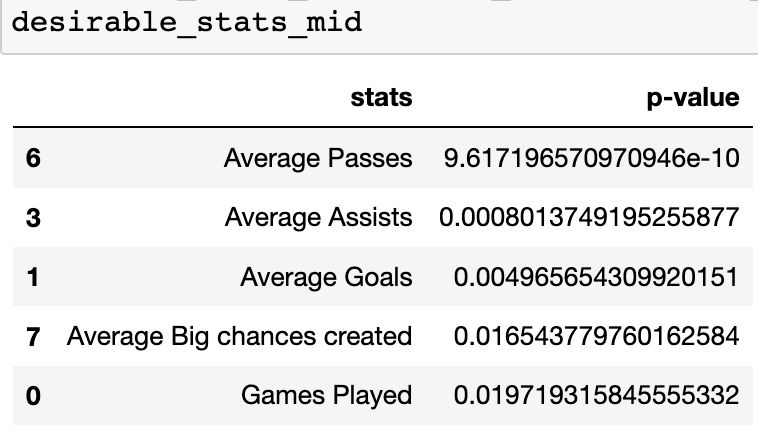 desirable_stats_mid
stats p-value
6 Average Passes 9.617196570970946e-10
3 Average Assists 0.0008013749195255877
1 Average Goals 0.004965654309920151
7 Average Big chances created 0.016543779760162584
0 Games Played 0.019719315845555332